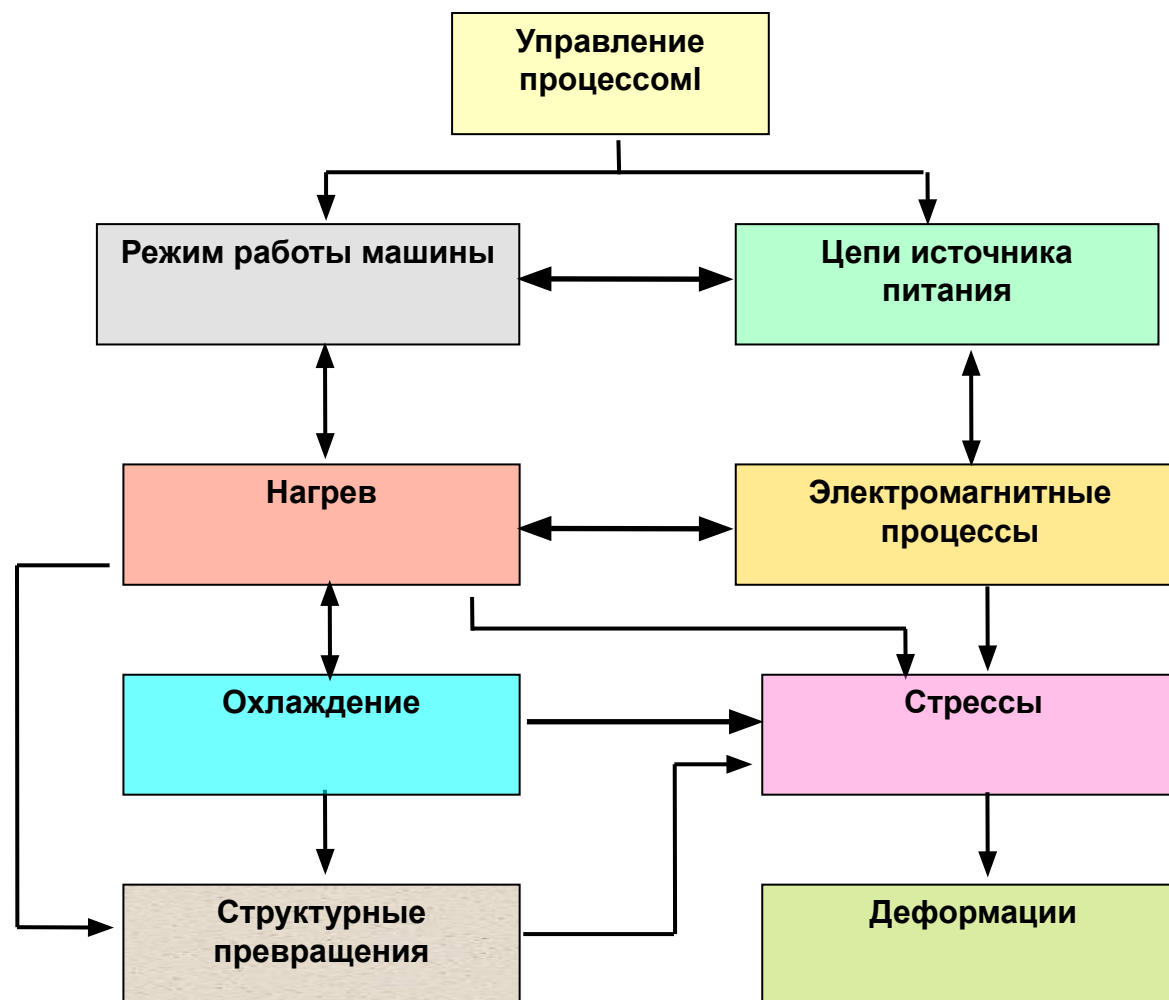 Управление
процессомl
Режим работы машины
Цепи источника
питания
Нагрев
Электромагнитные
процессы
Охлаждение
Стрессы
Структурные
превращения
Деформации